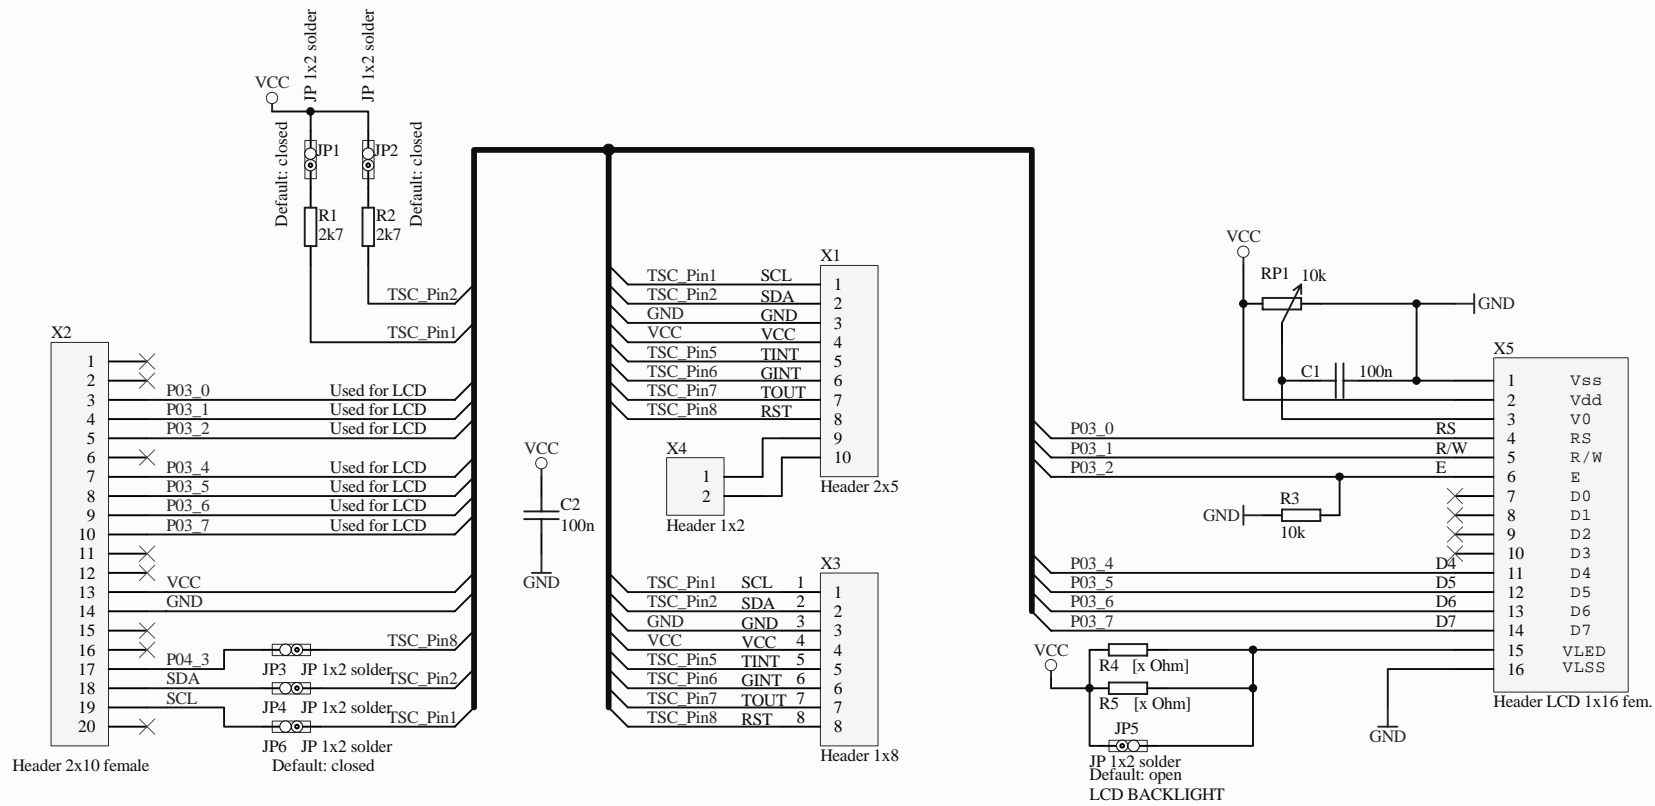 JP 1x2 solder
JP 1x2 solder
VCC
Default: closed
JP1
JP2
Default: closed
R1
2k7
R2
2k7
TSC_Pin2
TSC_Pin1
X2
1
2
3 P03_0 Used for LCD
4 P03_1 Used for LCD
5 P03_2 Used for LCD
6
7 P03_4 Used for LCD
8 P03_5 Used for LCD
9 P03_6 Used for LCD
10 P03_7 Used for LCD
11
12
13 VCC
14 GND
15
16
17 P04_3
18 SDA
19 SCL
20
Header 2x10 female
TSC_Pin8
JP3 JP 1x2 solder
TSC_Pin2
JP4 JP 1x2 solder
TSC_Pin1
JP6 JP 1x2 solder
Default: closed
VCC
C2
100n
GND
X1
TSC_Pin1 SCL 1
TSC_Pin2 SDA 2
GND GND 3
VCC VCC 4
TSC_Pin5 TINT 5
TSC_Pin6 GINT 6
TSC_Pin7 TOUT 7
TSC_Pin8 RST 8
9
10
Header 2x5
X4
1
2
Header 1x2
X3
TSC_Pin1 SCL 1 1
TSC_Pin2 SDA 2 2
GND GND 3 3
VCC VCC 4 4
TSC_Pin5 TINT 5 5
TSC_Pin6 GINT 6 6
TSC_Pin7 TOUT 7 7
TSC_Pin8 RST 8 8
Header 1x8
VCC
RP1 10k
GND
C1 100n
X5
1 Vss
2 Vdd
3 V0
P03_0 RS 4 RS
P03_1 R/W 5 R/W
P03_2 E 6 E
7 D0
8 D1
9 D2
10 D3
P03_4 D4 11 D4
P03_5 D5 12 D5
P03_6 D6 13 D6
P03_7 D7 14 D7
15 VLED
16 VLSS
Header LCD 1x16 fem.
GND
R3
10k
VCC
R4 [x Ohm]
R5 [x Ohm]
JP5
JP 1x2 solder
Default: open
LCD BACKLIGHT
GND